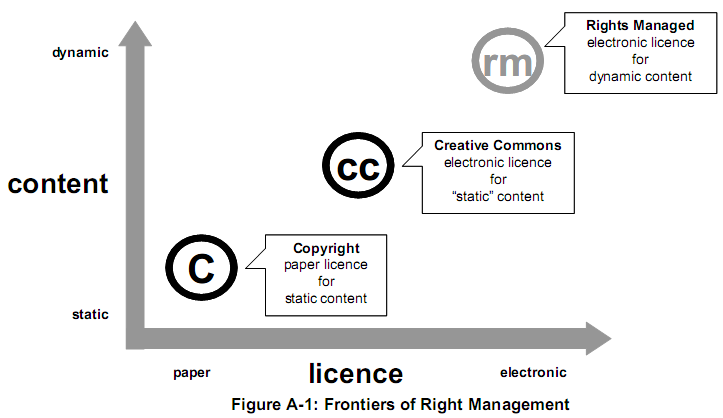 dynamic
rm
Rights Managed
electronic licence
for
dynamic content
content
cc
Creative Commons
electronic licence
for
“static” content
C
Copyright
paper licence
for
static content
static
paper
licence
electronic
Figure A-1: Frontiers of Right Management